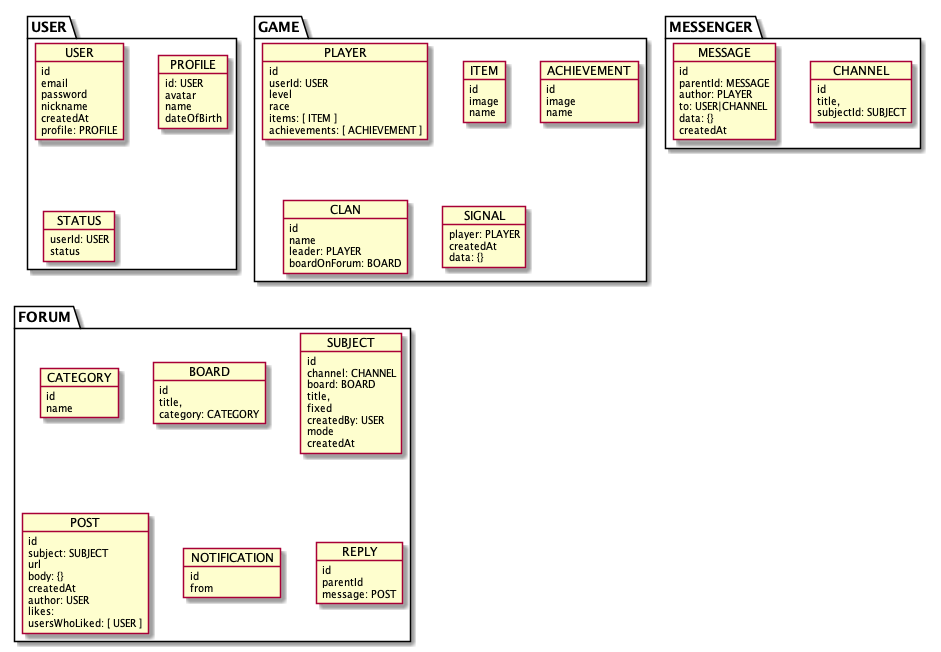 USER
USER
id
email
password
nickname
createdAt
profile: PROFILE
PROFILE
id: USER
avatar
name
dateOfBirth
STATUS
userId: USER
status
GAME
PLAYER
id
userId: USER
level
race
items: [ ITEM ]
achievements: [ ACHIEVEMENT ]
ITEM
id
image
name
ACHIEVEMENT
id
image
name
CLAN
id
name
leader: PLAYER
boardOnForum: BOARD
SIGNAL
player: PLAYER
createdAt
data: {}
MESSENGER
MESSAGE
id
parentId: MESSAGE
author: PLAYER
to: USER|CHANNEL
data: {}
createdAt
CHANNEL
id
title,
subjectId: SUBJECT
FORUM
CATEGORY
id
name
BOARD
id
title,
category: CATEGORY
SUBJECT
id
channel: CHANNEL
board: BOARD
title,
fixed
createdBy: USER
mode
createdAt
POST
id
subject: SUBJECT
url
body: {}
createdAt
author: USER
likes:
usersWhoLiked: [ USER ]
NOTIFICATION
id
from
REPLY
id
parentId
message: POST